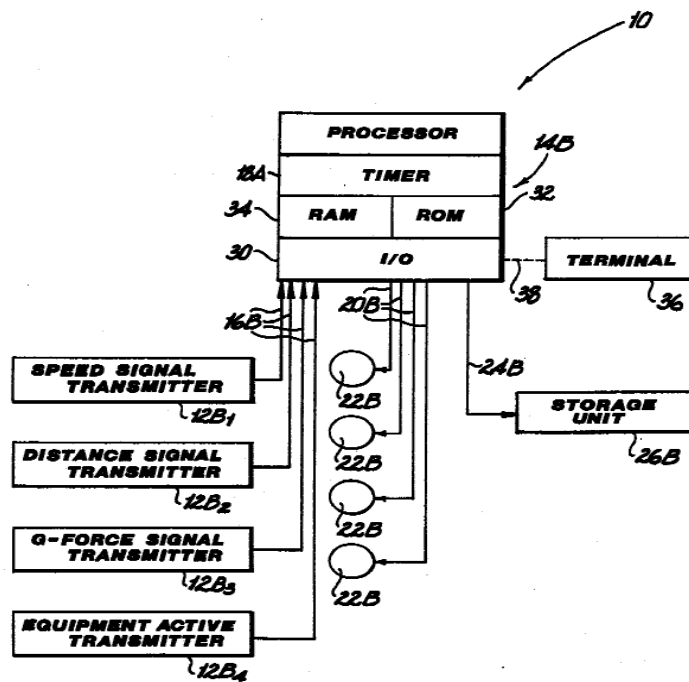 10
PROCESSOR
14B
18A
TIMER
34
RAM
ROM
32
30
I/O
TERMINAL
38
36
16B
20B
24B
SPEED SIGNAL
TRANSMITTER
12B1
22B
STORAGE
UNIT
26B
DISTANCE SIGNAL
TRANSMITTER
12B2
22B
G-FORCE SIGNAL
TRANSMITTER
12B3
22B
EQUIPMENT ACTIVE
TRANSMITTER
12B4
22B